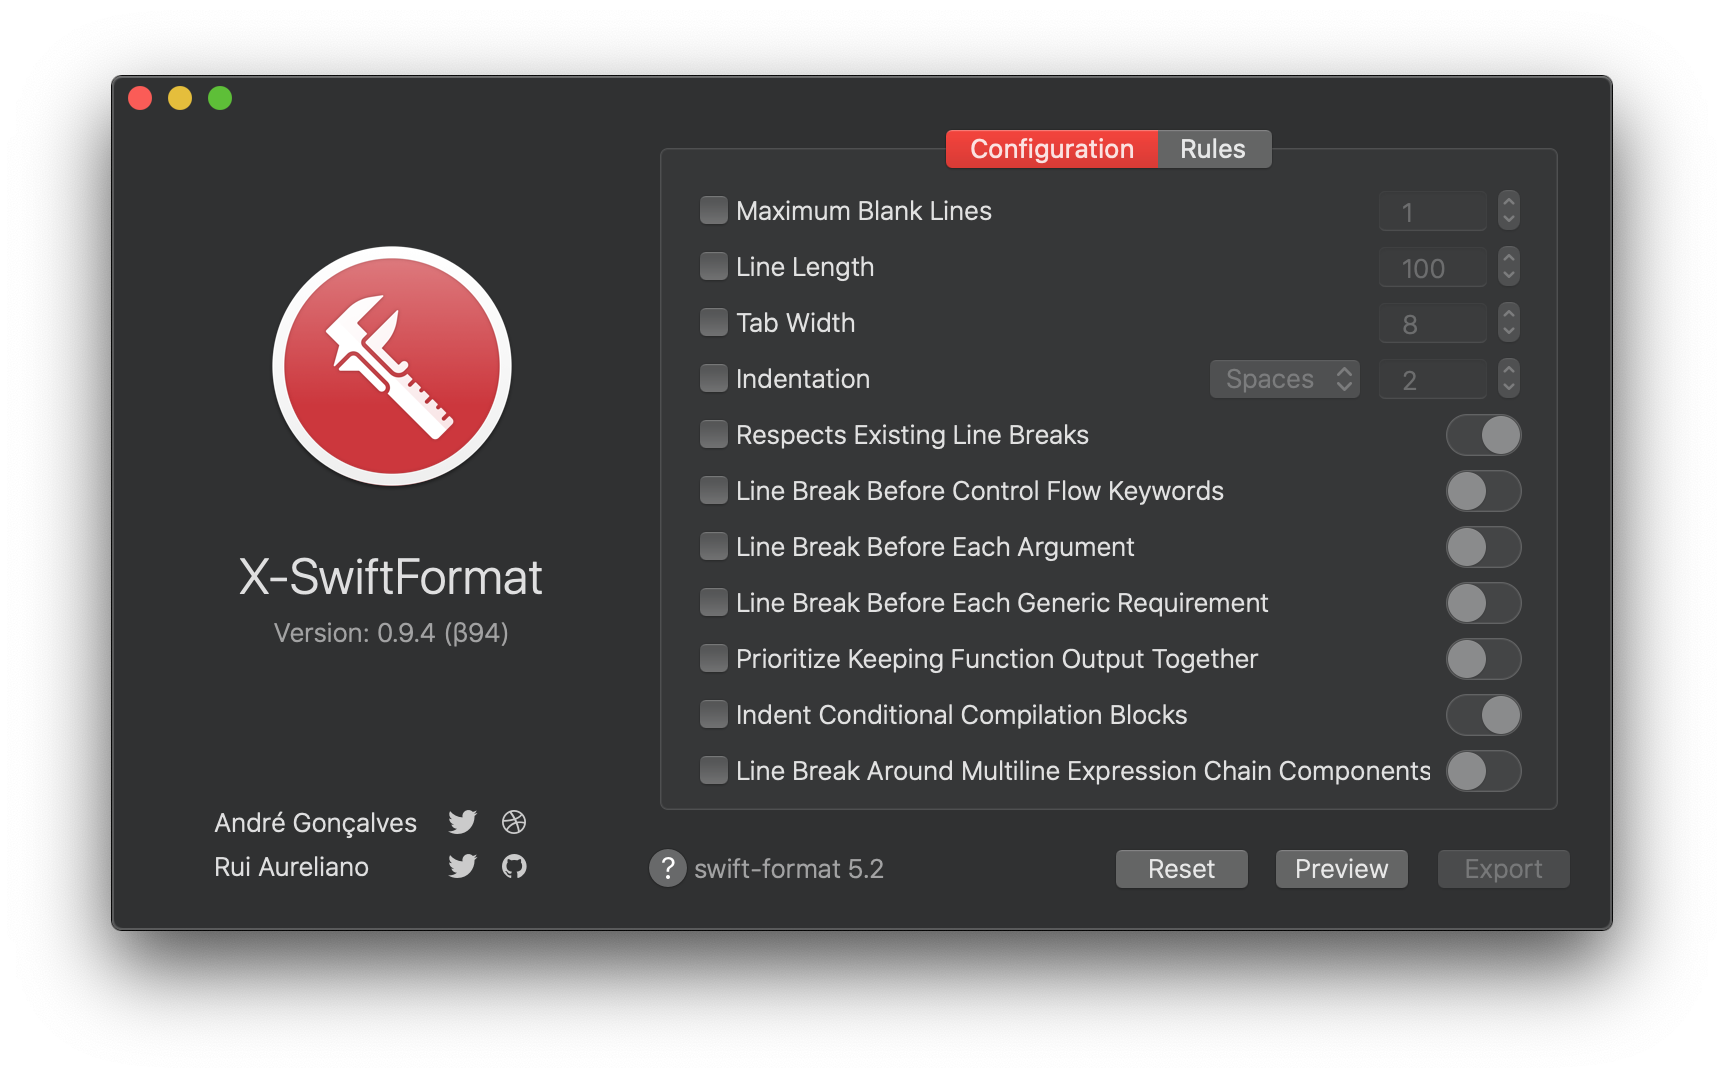 Configuration Rules
Maximum Blank Lines 1
Line Length 100
Tab Width 8
Indentation Spaces 2
Respects Existing Line Breaks
Line Break Before Control Flow Keywords
Line Break Before Each Argument
Line Break Before Each Generic Requirement
Prioritize Keeping Function Output Together
Indent Conditional Compilation Blocks
Line Break Around Multiline Expression Chain Components
X-SwiftFormat
Version: 0.9.4 (β94)
André Gonçalves
Rui Aureliano
? swift-format 5.2
Reset Preview Export